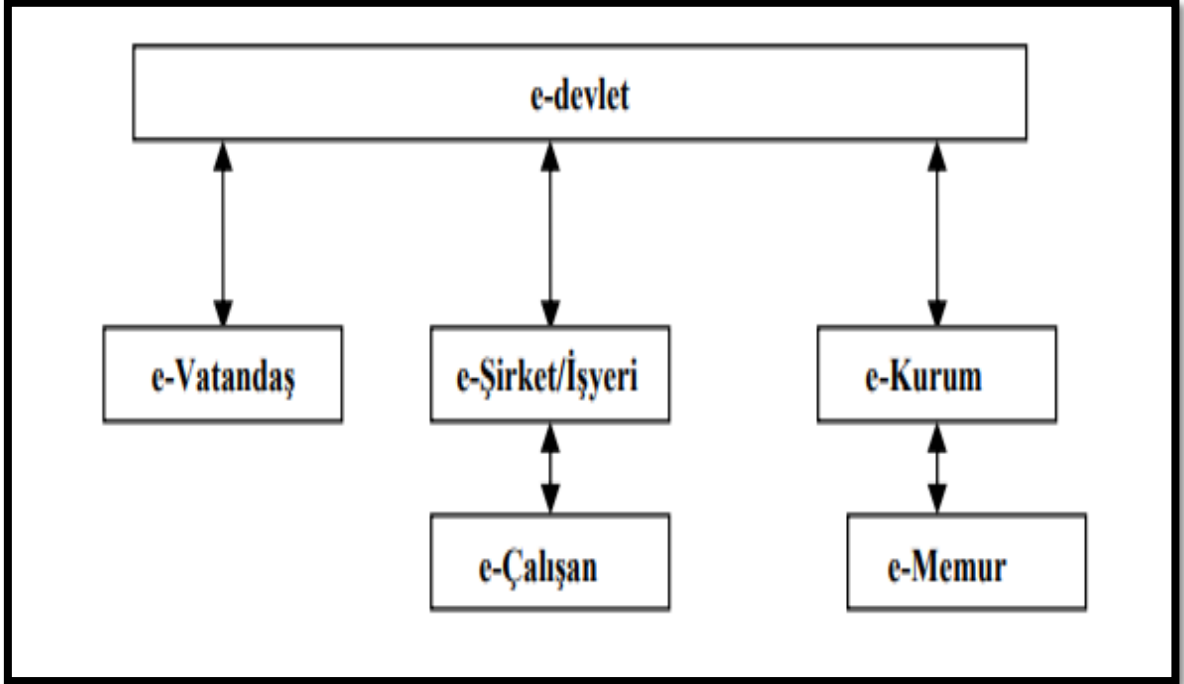 e-devlet
e-Vatandaş
e-Şirket/İşyeri
e-Kurum
e-Çalışan
e-Memur